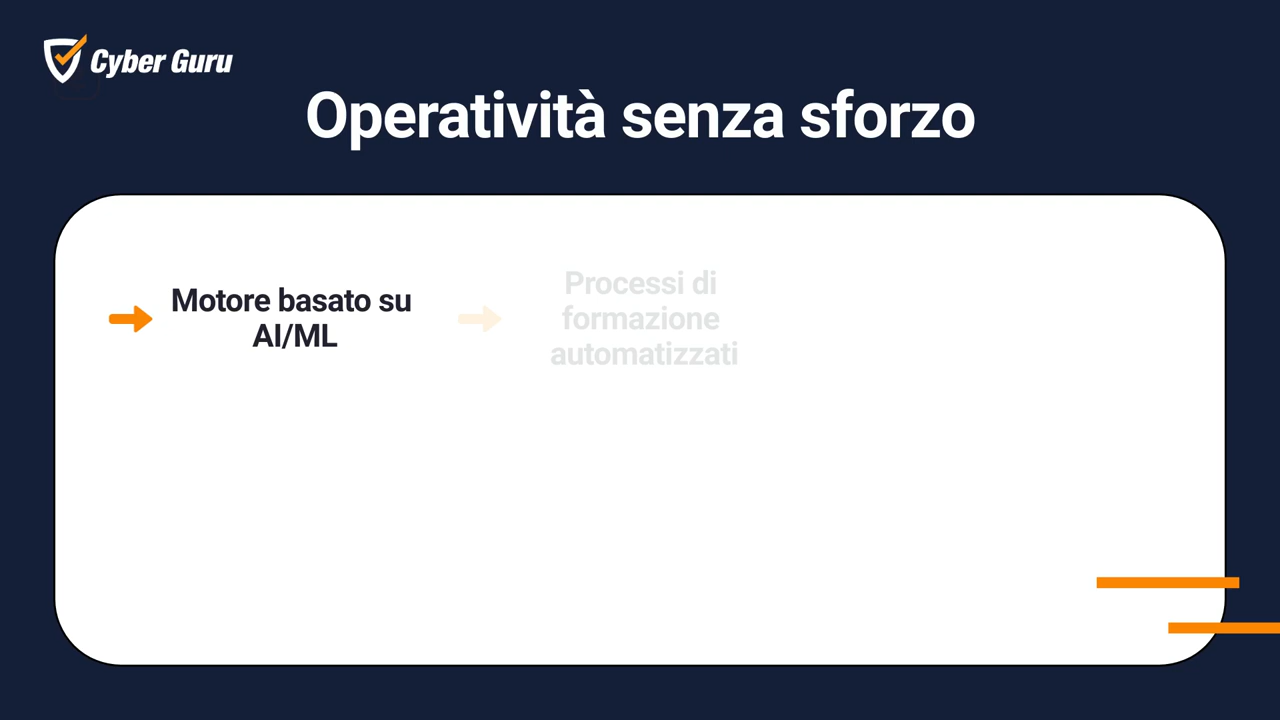 Cyber Guru
Operatività senza sforzo
Motore basato su
AI/ML
Processi di
formazione
automatizzati